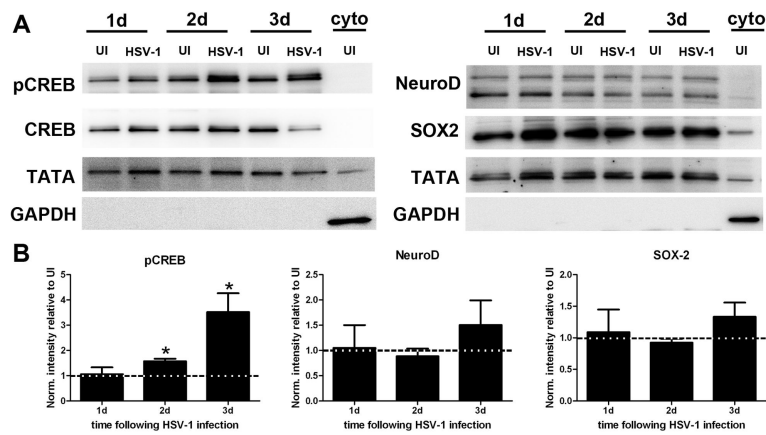 A
1d 2d 3d cyto
UI HSV-1 UI HSV-1 UI HSV-1 UI
pCREB
CREB
TATA
GAPDH
1d 2d 3d cyto
UI HSV-1 UI HSV-1 UI HSV-1 UI
NeuroD
SOX2
TATA
GAPDH
B
pCREB
Norm. intensity relative to UI
5
4
3
2
1
0
* *
1d 2d 3d
time following HSV-1 infection
NeuroD
Norm. intensity relative to UI
2.5
2.0
1.5
1.0
0.5
0.0
1d 2d 3d
time following HSV-1 infection
SOX-2
Norm. intensity relative to UI
2.0
1.5
1.0
0.5
0.0
1d 2d 3d
time following HSV-1 infection